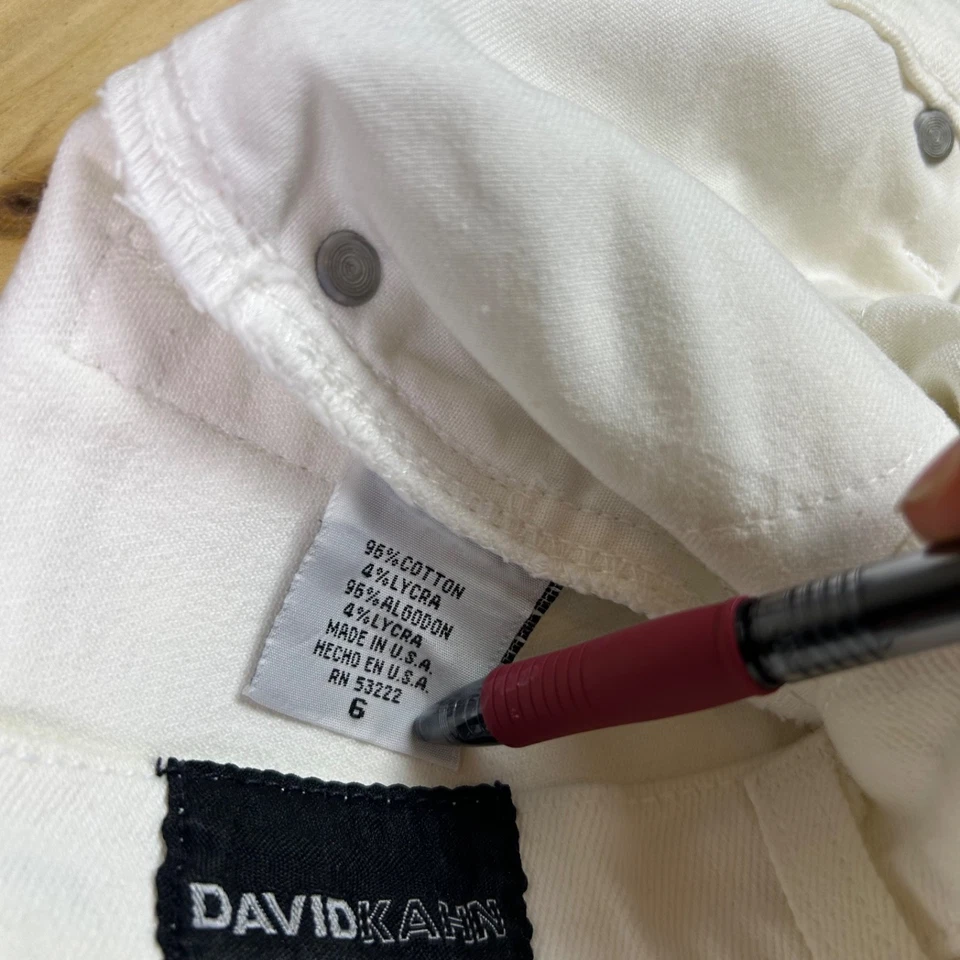 96%COTTON
4%LYCRA
96%ALGODON
4%LYCRA
MADE IN U.S.A.
HECHO EN U.S.A.
RN 53222
6
DAVIDKAHN